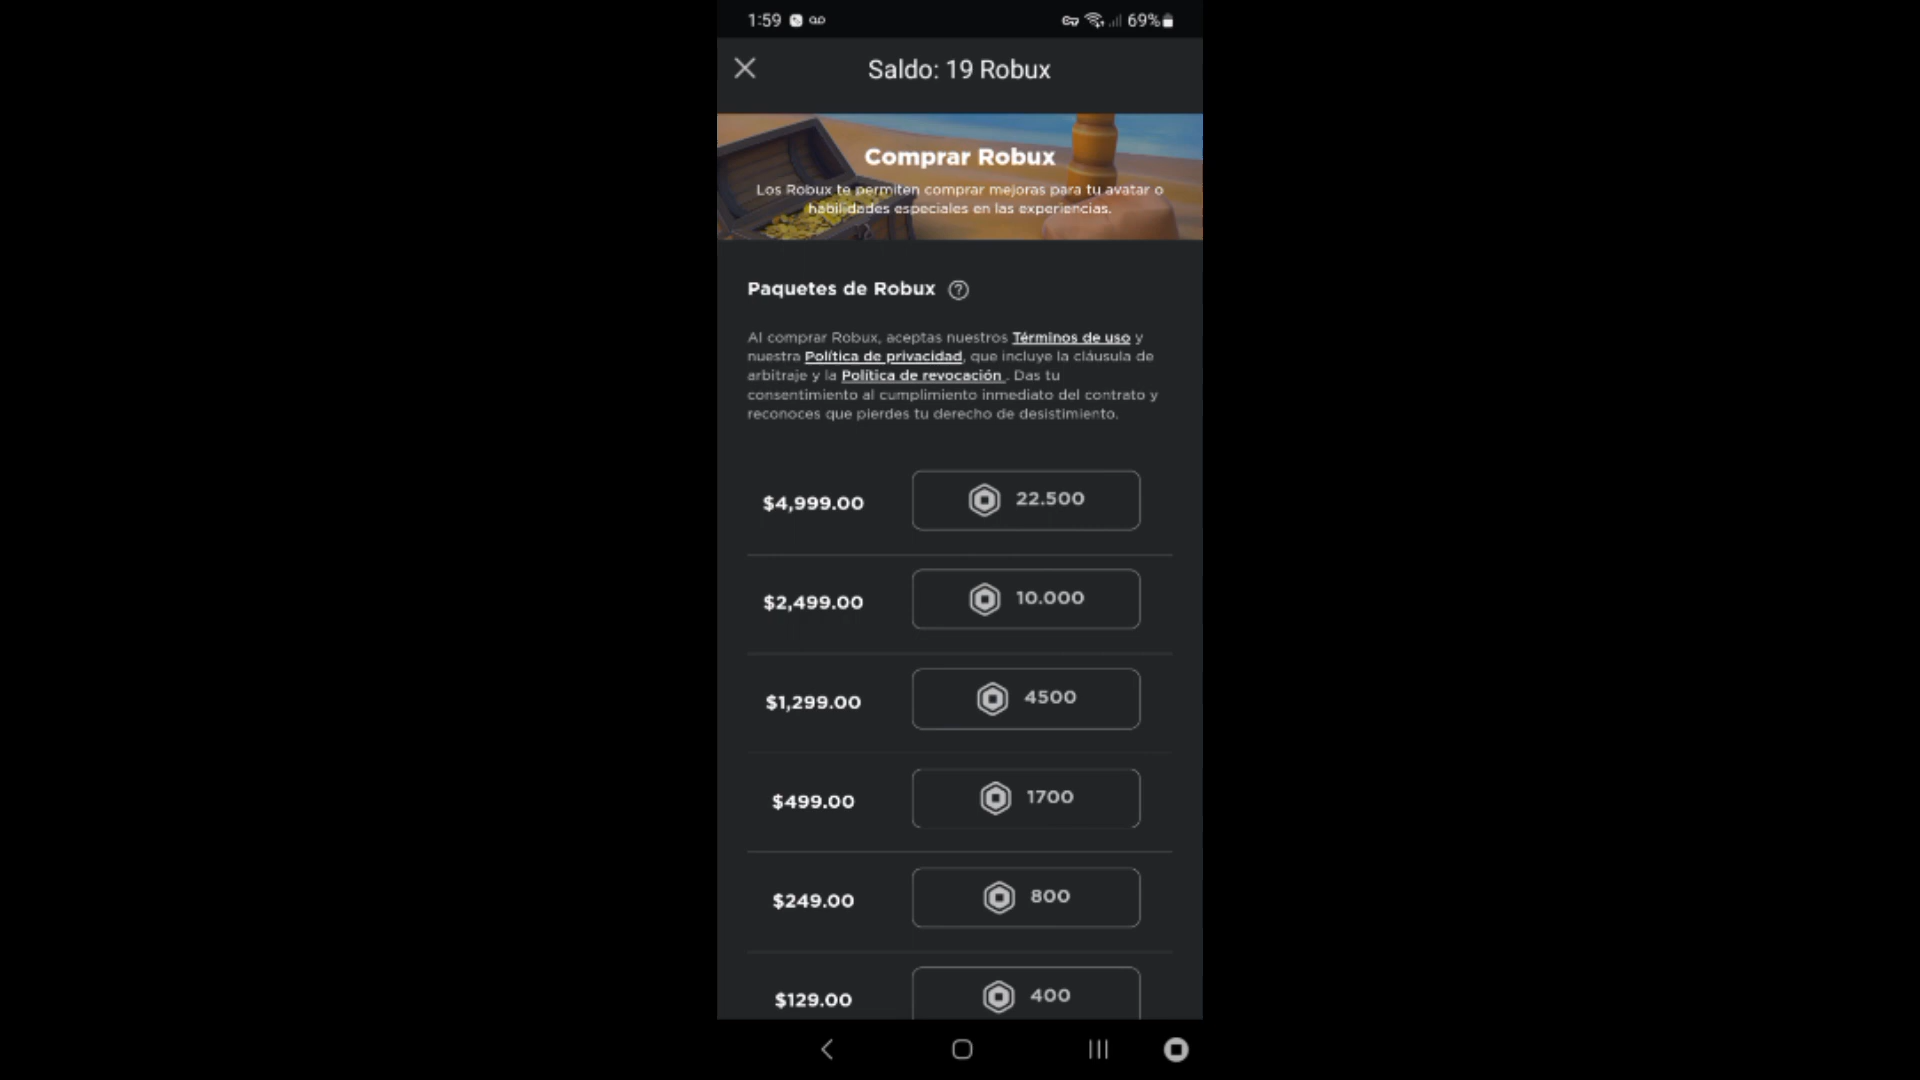 1:59
69%
Saldo: 19 Robux
Comprar Robux
Los Robux te permiten comprar mejoras para tu avatar o
habilidades especiales en las experiencias.
Paquetes de Robux ?
Al comprar Robux, aceptas nuestros Términos de uso y
nuestra Política de privacidad, que incluye la cláusula de
arbitraje y la Política de revocación . Das tu
consentimiento al cumplimiento inmediato del contrato y
reconoces que pierdes tu derecho de desistimiento.
$4,999.00 22.500
$2,499.00 10.000
$1,299.00 4500
$499.00 1700
$249.00 800
$129.00 400